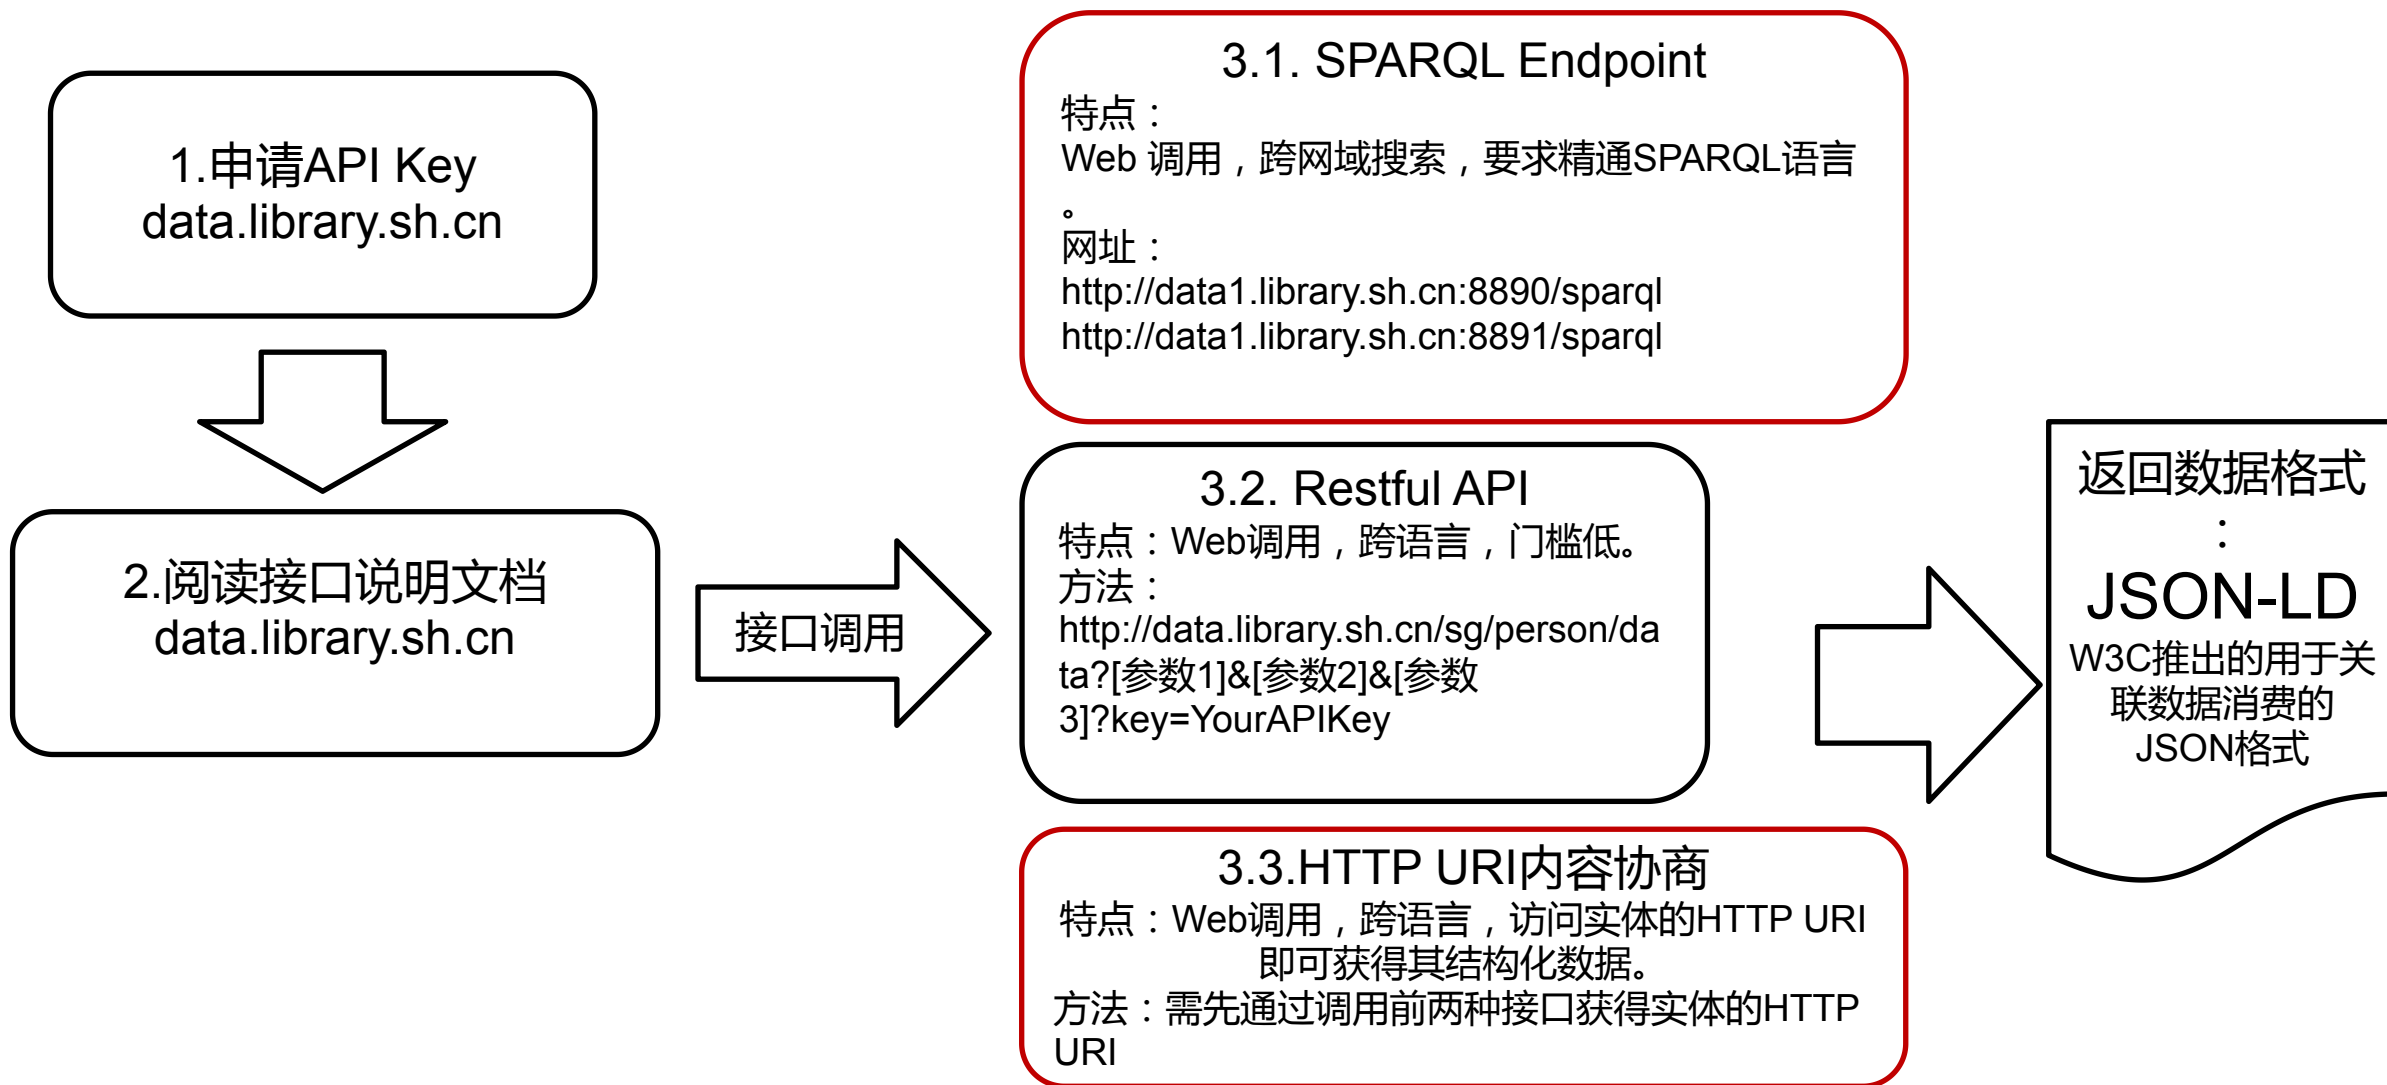 1.申请API Key
data.library.sh.cn
2.阅读接口说明文档
data.library.sh.cn
接口调用
3.1. SPARQL Endpoint
特点：
Web 调用，跨网域搜索，要求精通SPARQL语言
。
网址：
http://data1.library.sh.cn:8890/sparql
http://data1.library.sh.cn:8891/sparql
3.2. Restful API
特点：Web调用，跨语言，门槛低。
方法：
http://data.library.sh.cn/sg/person/da
ta?[参数1]&[参数2]&[参数
3]?key=YourAPIKey
3.3.HTTP URI内容协商
特点：Web调用，跨语言，访问实体的HTTP URI
即可获得其结构化数据。
方法：需先通过调用前两种接口获得实体的HTTP
URI
返回数据格式
：
JSON-LD
W3C推出的用于关
联数据消费的
JSON格式